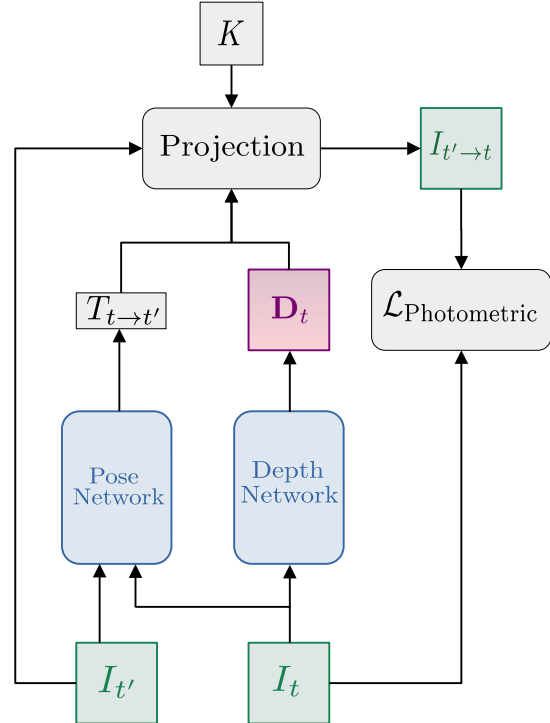 K
Projection
I_{t'→t}
T_{t→t'}
D_t
ℒ_Photometric
Pose
Network
Depth
Network
I_{t'}
I_t